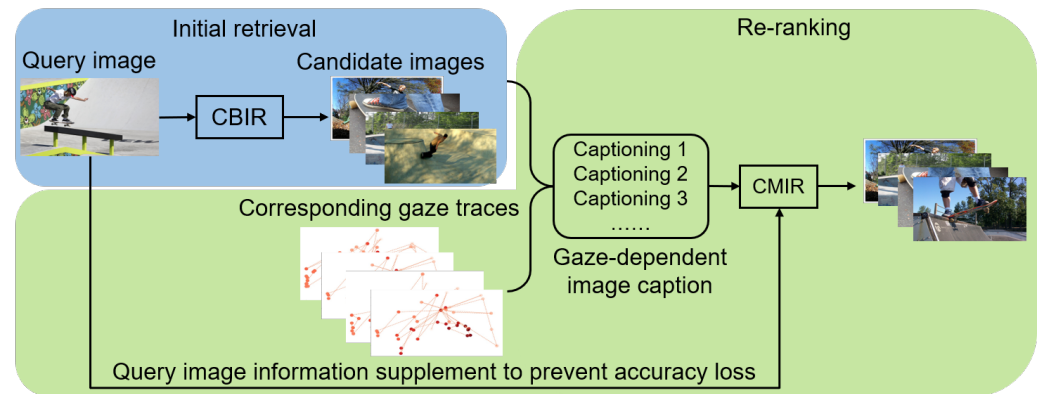 Initial retrieval
Re-ranking
Query image
Candidate images
CBIR
Captioning 1
Captioning 2
Captioning 3
......
CMIR
Corresponding gaze traces
Gaze-dependent
image caption
Query image information supplement to prevent accuracy loss